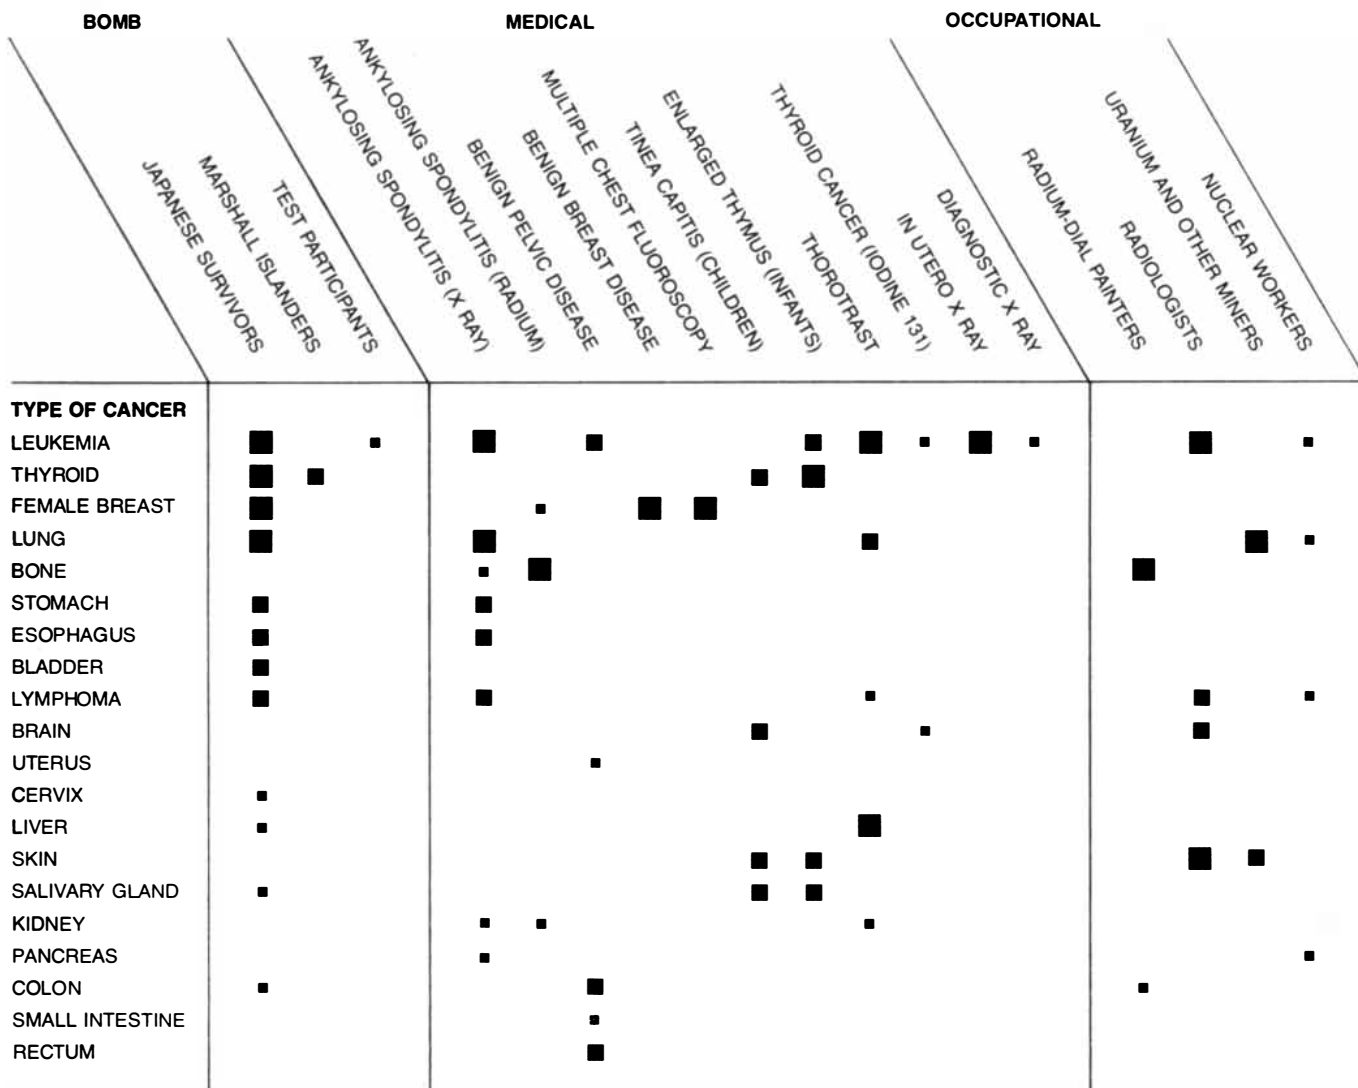 BOMB
MEDICAL
OCCUPATIONAL
JAPANESE SURVIVORS
MARSHALL ISLANDERS
TEST PARTICIPANTS
ANKYLOSING SPONDYLITIS (X RAY)
ANKYLOSING SPONDYLITIS (RADIUM)
BENIGN PELVIC DISEASE
BENIGN BREAST DISEASE
MULTIPLE CHEST FLUOROSCOPY
TINEA CAPITIS (CHILDREN)
ENLARGED THYMUS (INFANTS)
THOROTRAST
THYROID CANCER (IODINE 131)
IN UTERO X RAY
DIAGNOSTIC X RAY
RADIUM-DIAL PAINTERS
RADIOLOGISTS
URANIUM AND OTHER MINERS
NUCLEAR WORKERS
TYPE OF CANCER
LEUKEMIA
THYROID
FEMALE BREAST
LUNG
BONE
STOMACH
ESOPHAGUS
BLADDER
LYMPHOMA
BRAIN
UTERUS
CERVIX
LIVER
SKIN
SALIVARY GLAND
KIDNEY
PANCREAS
COLON
SMALL INTESTINE
RECTUM